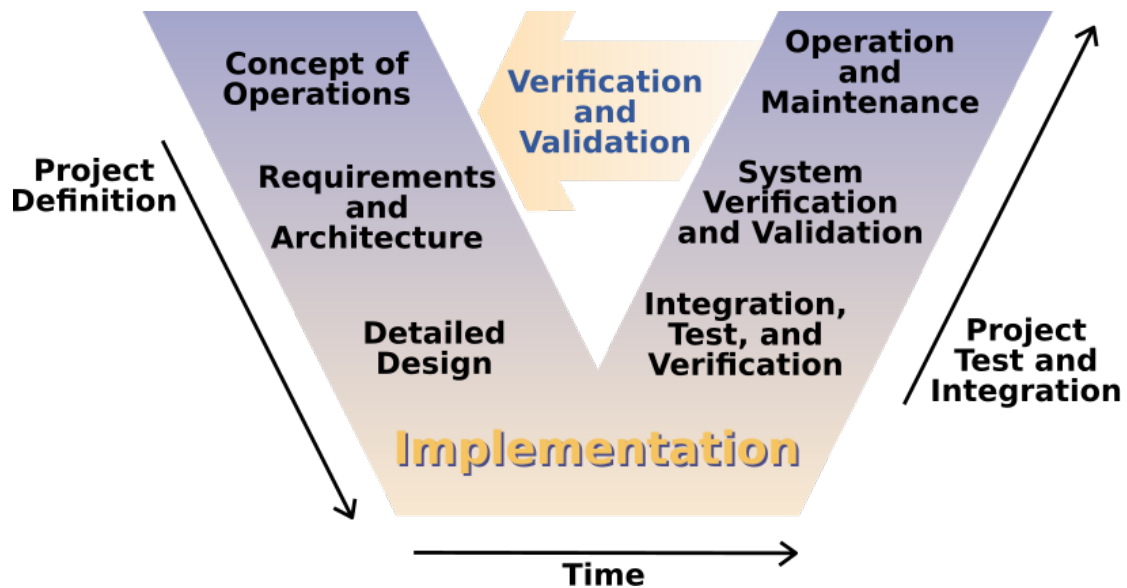 Concept of
Operations
Verification
and
Validation
Operation
and
Maintenance
Project
Definition
Requirements
and
Architecture
System
Verification
and Validation
Detailed
Design
Integration,
Test, and
Verification
Project
Test and
Integration
Implementation
Time